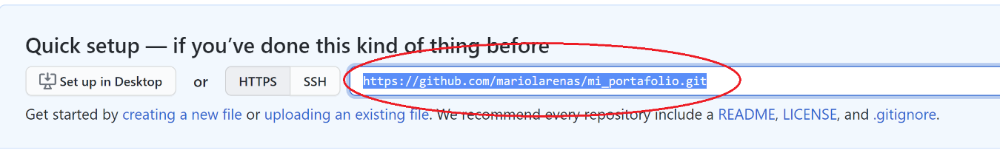 Quick setup — if you’ve done this kind of thing before
Set up in Desktop or HTTPS SSH https://github.com/mariolarenas/mi_portafolio.git
Get started by creating a new file or uploading an existing file. We recommend every repository include a README, LICENSE, and .gitignore.